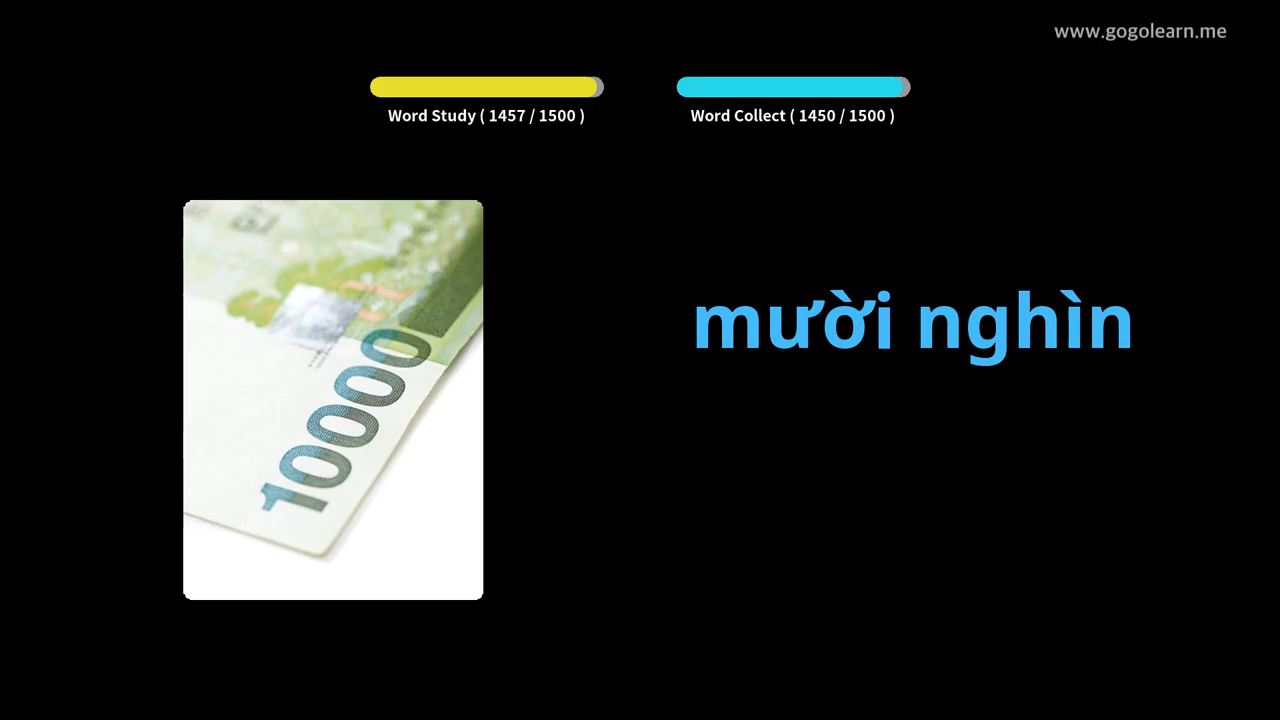 www.gogolearn.me
Word Study ( 1457 / 1500 )
Word Collect ( 1450 / 1500 )
mười nghìn
10000